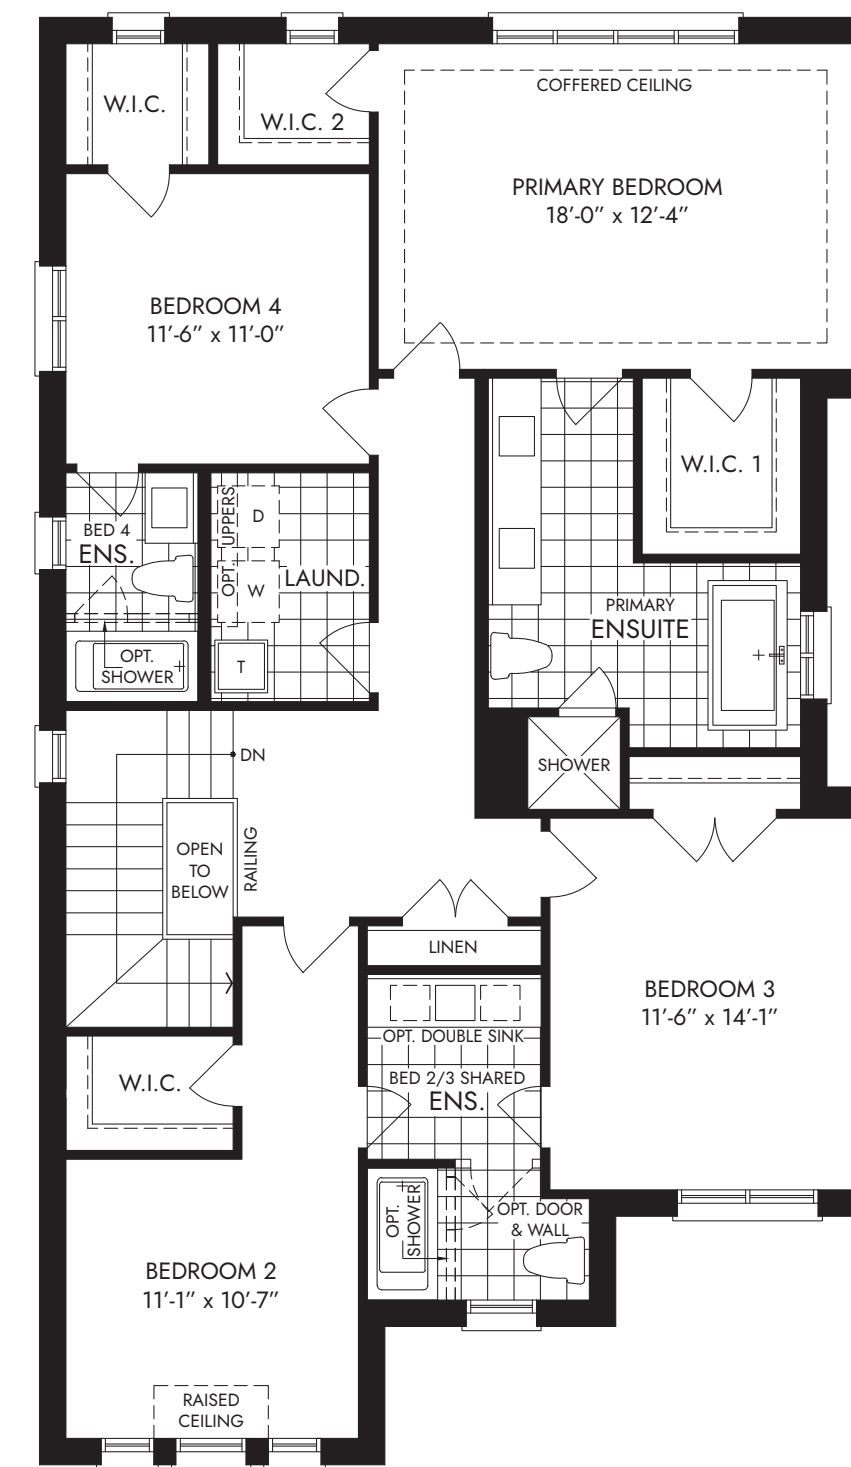 COFFERED CEILING
W.I.C.
W.I.C. 2
PRIMARY BEDROOM
18'-0" x 12'-4"
BEDROOM 4
11'-6" x 11'-0"
W.I.C. 1
BED 4
ENS.
OPT. UPPERS
D
W
LAUND.
T
OPT.
SHOWER
PRIMARY
ENSUITE
DN
SHOWER
OPEN
TO
BELOW
RAILING
LINEN
BEDROOM 3
11'-6" x 14'-1"
OPT. DOUBLE SINK
BED 2/3 SHARED
ENS.
W.I.C.
OPT.
SHOWER
OPT. DOOR
& WALL
BEDROOM 2
11'-1" x 10'-7"
RAISED
CEILING